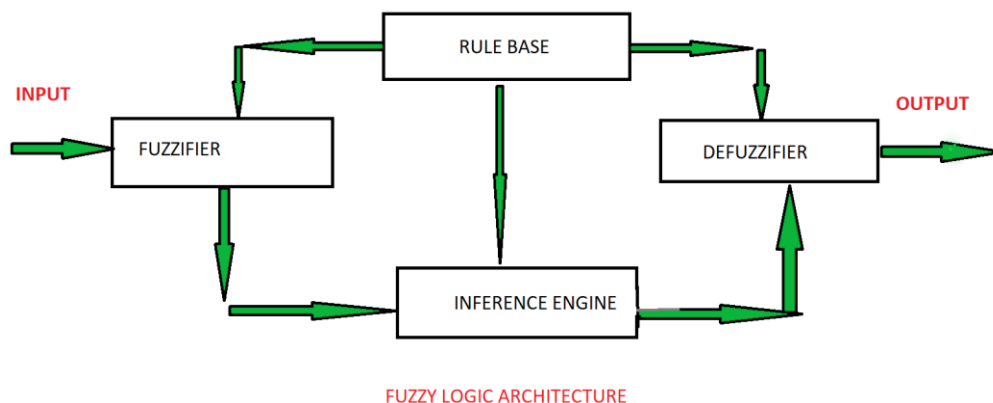 RULE BASE
INPUT
OUTPUT
FUZZIFIER
DEFUZZIFIER
INFERENCE ENGINE
FUZZY LOGIC ARCHITECTURE